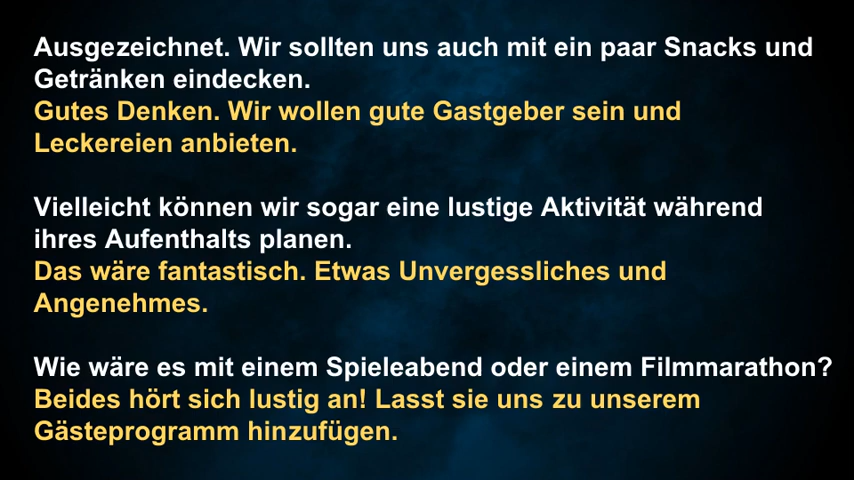 Ausgezeichnet. Wir sollten uns auch mit ein paar Snacks und
Getränken eindecken.
Gutes Denken. Wir wollen gute Gastgeber sein und
Leckereien anbieten.
Vielleicht können wir sogar eine lustige Aktivität während
ihres Aufenthalts planen.
Das wäre fantastisch. Etwas Unvergessliches und
Angenehmes.
Wie wäre es mit einem Spieleabend oder einem Filmmarathon?
Beides hört sich lustig an! Lasst sie uns zu unserem
Gästeprogramm hinzufügen.